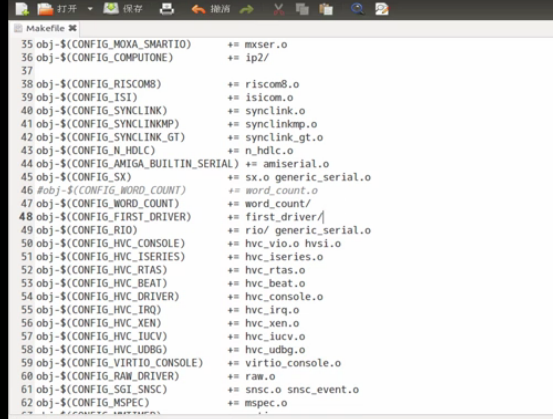 打开 保存 撤消
Makefile
35 obj-$(CONFIG_MOXA_SMARTIO) += mxser.o
36 obj-$(CONFIG_COMPUTONE) += ip2/
37
38 obj-$(CONFIG_RISCOM8) += riscom8.o
39 obj-$(CONFIG_ISI) += isicom.o
40 obj-$(CONFIG_SYNCLINK) += synclink.o
41 obj-$(CONFIG_SYNCLINKMP) += synclinkmp.o
42 obj-$(CONFIG_SYNCLINK_GT) += synclink_gt.o
43 obj-$(CONFIG_N_HDLC) += n_hdlc.o
44 obj-$(CONFIG_AMIGA_BUILTIN_SERIAL) += amiserial.o
45 obj-$(CONFIG_SX) += sx.o generic_serial.o
46 #obj-$(CONFIG_WORD_COUNT) += word_count.o
47 obj-$(CONFIG_WORD_COUNT) += word_count/
48 obj-$(CONFIG_FIRST_DRIVER) += first_driver/
49 obj-$(CONFIG_RIO) += rio/ generic_serial.o
50 obj-$(CONFIG_HVC_CONSOLE) += hvc_vio.o hvsi.o
51 obj-$(CONFIG_HVC_ISERIES) += hvc_iseries.o
52 obj-$(CONFIG_HVC_RTAS) += hvc_rtas.o
53 obj-$(CONFIG_HVC_BEAT) += hvc_beat.o
54 obj-$(CONFIG_HVC_DRIVER) += hvc_console.o
55 obj-$(CONFIG_HVC_IRQ) += hvc_irq.o
56 obj-$(CONFIG_HVC_XEN) += hvc_xen.o
57 obj-$(CONFIG_HVC_IUCV) += hvc_iucv.o
58 obj-$(CONFIG_HVC_UDBG) += hvc_udbg.o
59 obj-$(CONFIG_VIRTIO_CONSOLE) += virtio_console.o
60 obj-$(CONFIG_RAW_DRIVER) += raw.o
61 obj-$(CONFIG_SGI_SNSC) += snsc.o snsc_event.o
62 obj-$(CONFIG_MSPEC) += mspec.o